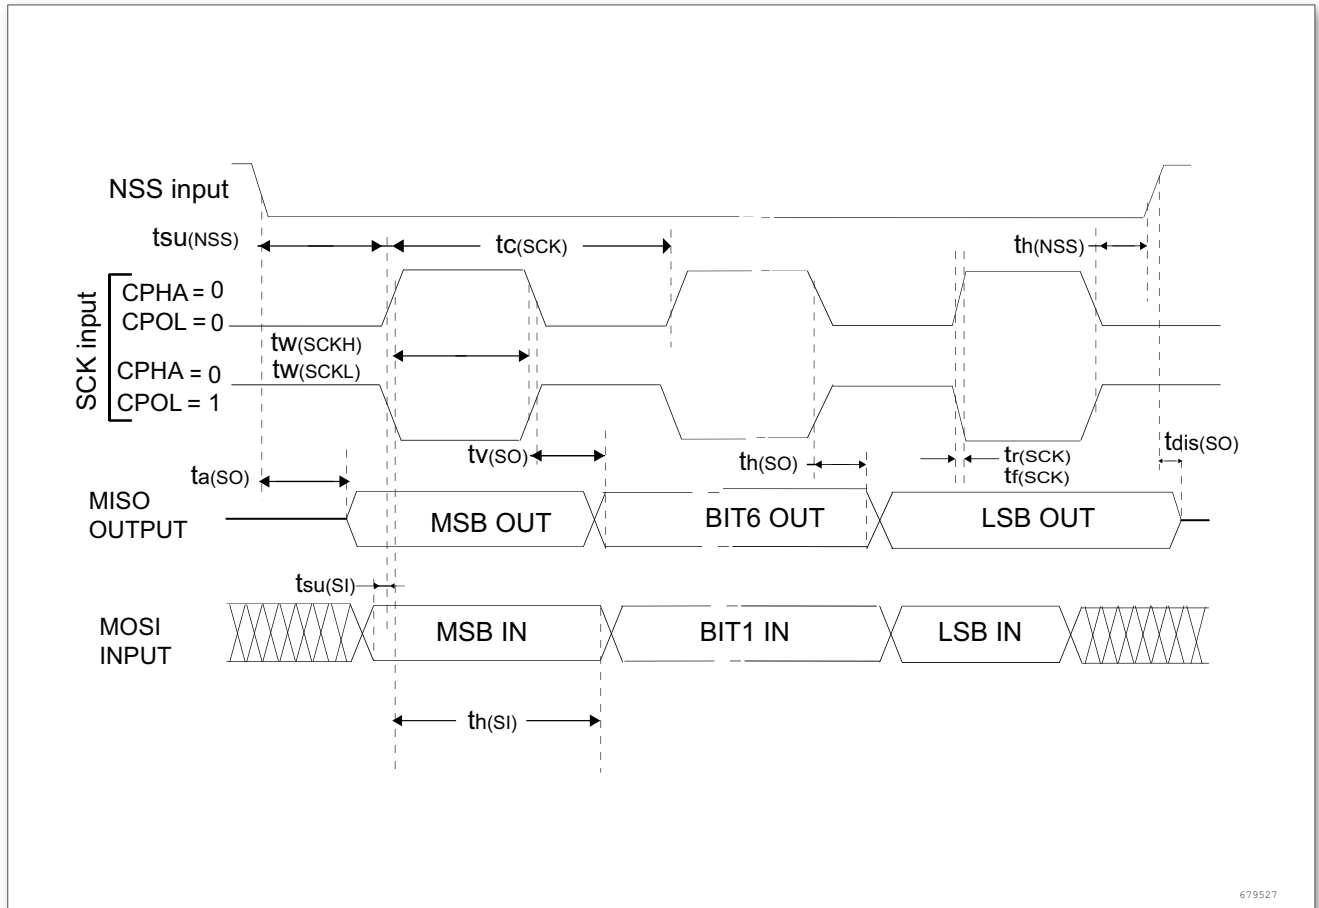 NSS input
tsu(NSS)
tc(SCK)
th(NSS)
SCK input
CPHA = 0
CPOL = 0
tw(SCKH)
tw(SCKL)
CPHA = 0
CPOL = 1
tv(SO)
th(SO)
tr(SCK)
tf(SCK)
tdis(SO)
ta(SO)
MISO
OUTPUT
MSB OUT
BIT6 OUT
LSB OUT
tsu(SI)
MOSI
INPUT
MSB IN
BIT1 IN
LSB IN
th(SI)
679527